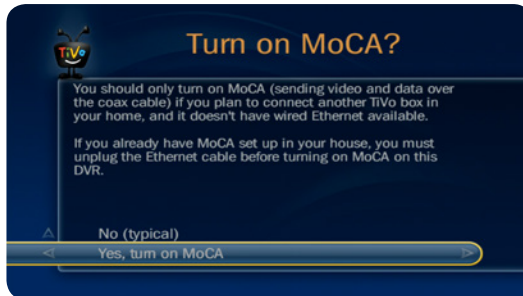 TiVo
Turn on MoCA?
You should only turn on MoCA (sending video and data over
the coax cable) if you plan to connect another TiVo box in
your home, and it doesn't have wired Ethernet available.
If you already have MoCA set up in your house, you must
unplug the Ethernet cable before turning on MoCA on this
DVR.
No (typical)
Yes, turn on MoCA